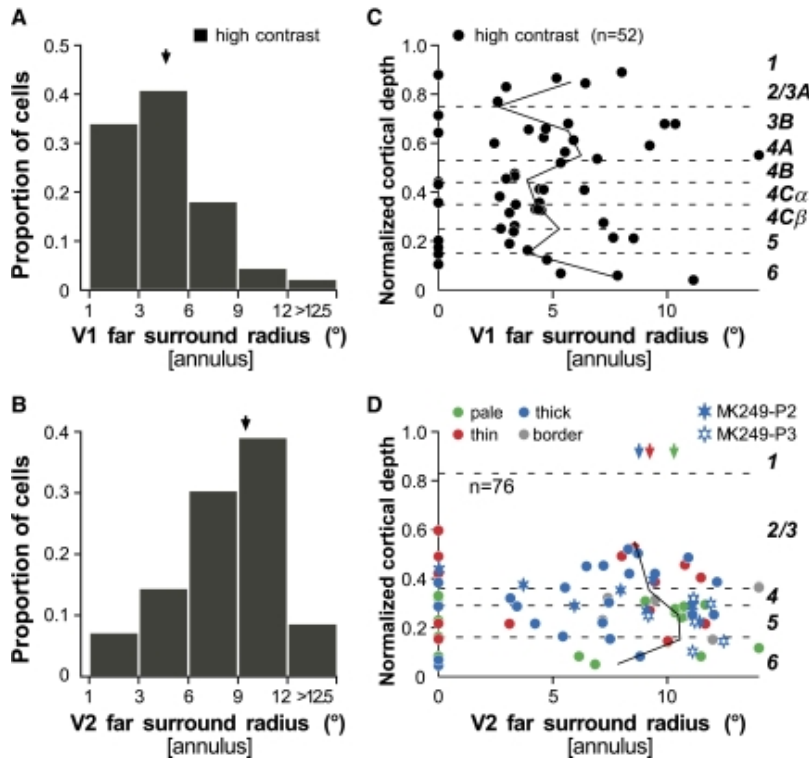 A
high contrast
Proportion of cells
0.5
0.4
0.3
0.2
0.1
0
1 3 6 9 12 >12.5
V1 far surround radius (°)
[annulus]
C
high contrast (n=52)
Normalized cortical depth
1.0
0.8
0.6
0.4
0.2
0
0 5 10
V1 far surround radius (°)
[annulus]
1
2/3A
3B
4A
4B
4Cα
4Cβ
5
6
B
Proportion of cells
0.4
0.3
0.2
0.1
0
1 3 6 9 12 >12.5
V2 far surround radius (°)
[annulus]
D
pale thick MK249-P2
thin border MK249-P3
n=76
Normalized cortical depth
1.0
0.8
0.6
0.4
0.2
0
0 5 10
V2 far surround radius (°)
[annulus]
1
2/3
4
5
6